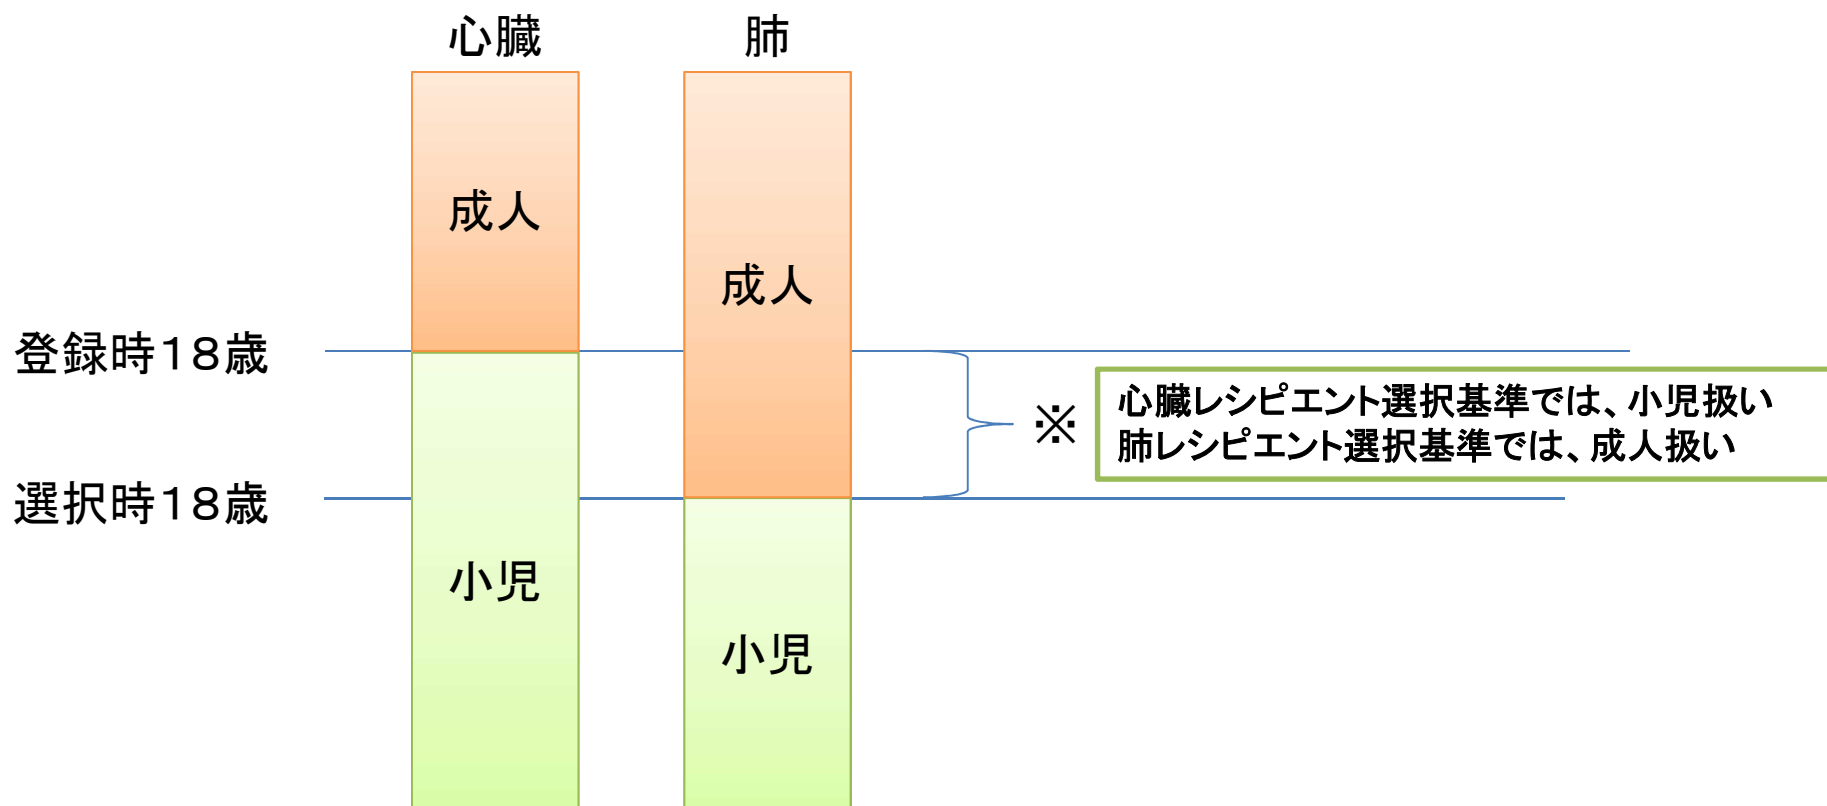 心臓
肺
成人
成人
登録時１８歳
※
心臓レシピエント選択基準では、小児扱い
肺レシピエント選択基準では、成人扱い
選択時１８歳
小児
小児